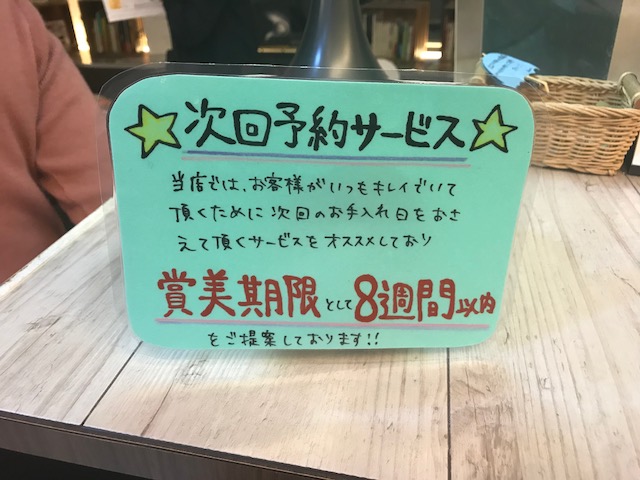 次回予約サービス
当店では、お客様がいつもキレイでいて
頂くために次回のお手入れ日をおさ
えて頂くサービスをオススメしており
賞美期限として8週間以内
をご提案しております!!